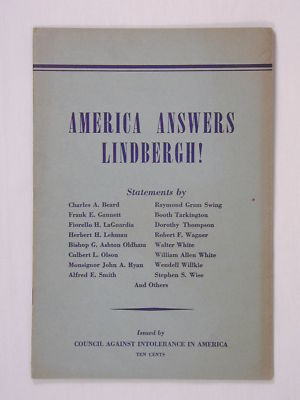 AMERICA ANSWERS
LINDBERGH!
Statements by
Charles A. Beard
Frank E. Gannett
Fiorello H. LaGuardia
Herbert H. Lehman
Bishop G. Ashton Oldham
Culbert L. Olson
Monsignor John A. Ryan
Alfred E. Smith
Raymond Gram Swing
Booth Tarkington
Dorothy Thompson
Robert F. Wagner
Walter White
William Allen White
Wendell Willkie
Stephen S. Wise
And Others
Issued by
COUNCIL AGAINST INTOLERANCE IN AMERICA
TEN CENTS